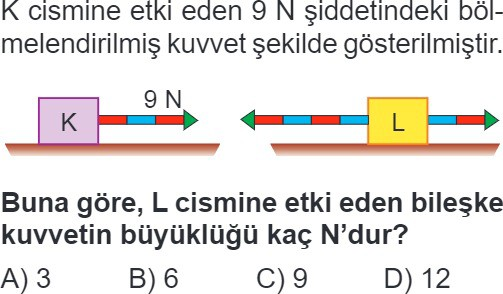 K cismine etki eden 9 N şiddetindeki böl-
melendirilmiş kuvvet şekilde gösterilmiştir.
9 N
K
L
Buna göre, L cismine etki eden bileşke
kuvvetin büyüklüğü kaç N’dur?
A) 3 B) 6 C) 9 D) 12